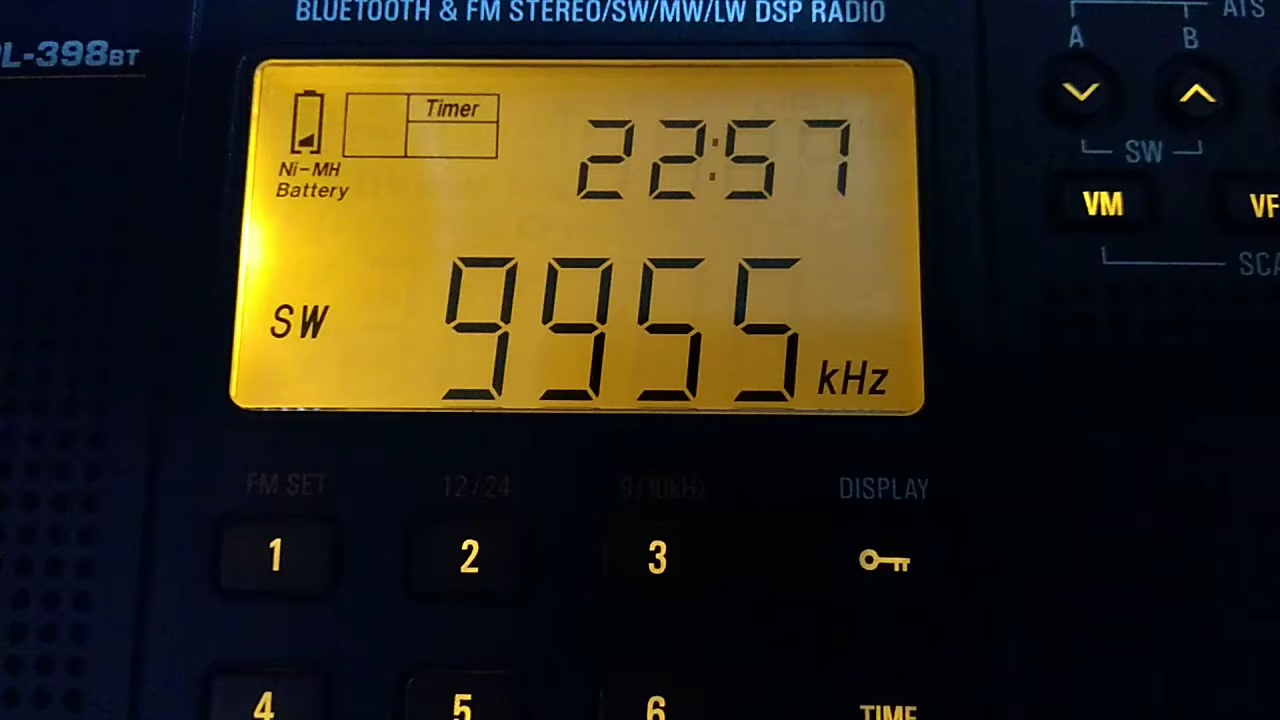 BLUETOOTH & FM STEREO/SW/MW/LW DSP RADIO
PL-398BT
ATS
A B
Timer
22:57
Ni-MH
Battery
SW
VM VF
SW
9955 kHz
SCA
FM SET 12/24 9/10kHz DISPLAY
1 2 3
4 5 6 TIME